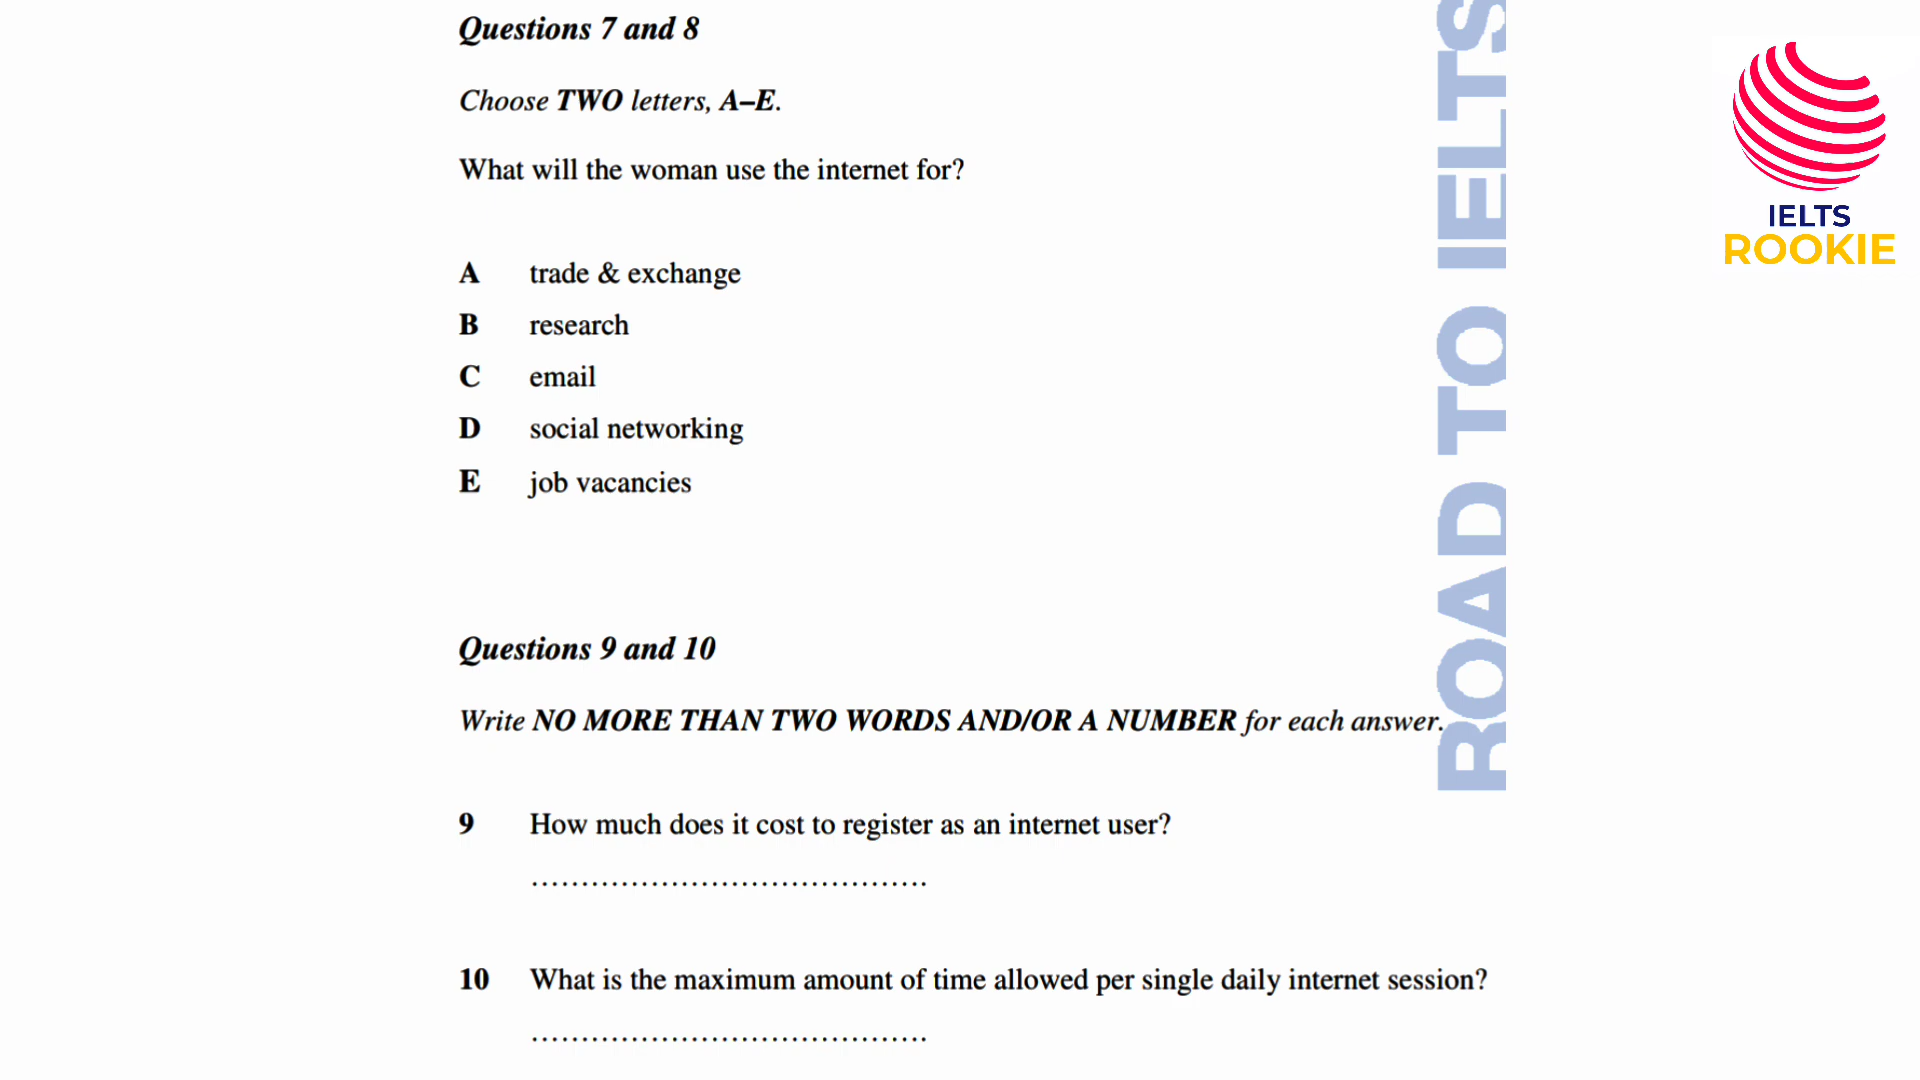 Questions 7 and 8
Choose TWO letters, A–E.
What will the woman use the internet for?
A trade & exchange
B research
C email
D social networking
E job vacancies
Questions 9 and 10
Write NO MORE THAN TWO WORDS AND/OR A NUMBER for each answer.
9 How much does it cost to register as an internet user?
........................................
10 What is the maximum amount of time allowed per single daily internet session?
........................................
ROAD TO IELTS
IELTS
ROOKIE